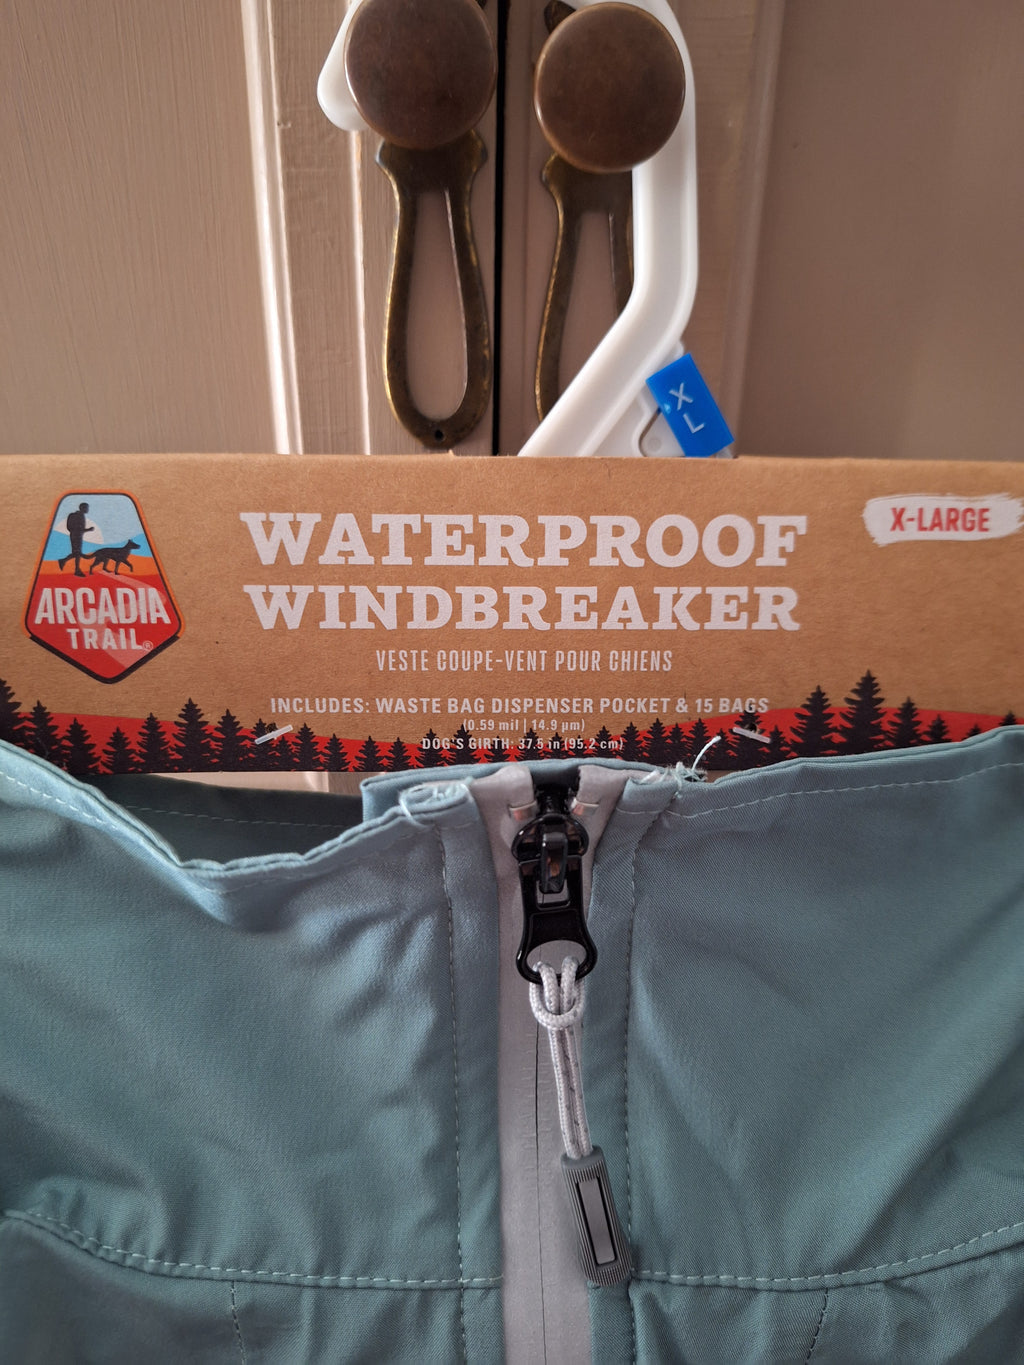 X
L
X-LARGE
ARCADIA
TRAIL®
WATERPROOF
WINDBREAKER
VESTE COUPE-VENT POUR CHIENS
INCLUDES: WASTE BAG DISPENSER POCKET & 15 BAGS
(0.59 mil | 14.9 µm)
DOG'S GIRTH: 37.5 in (95.2 cm)